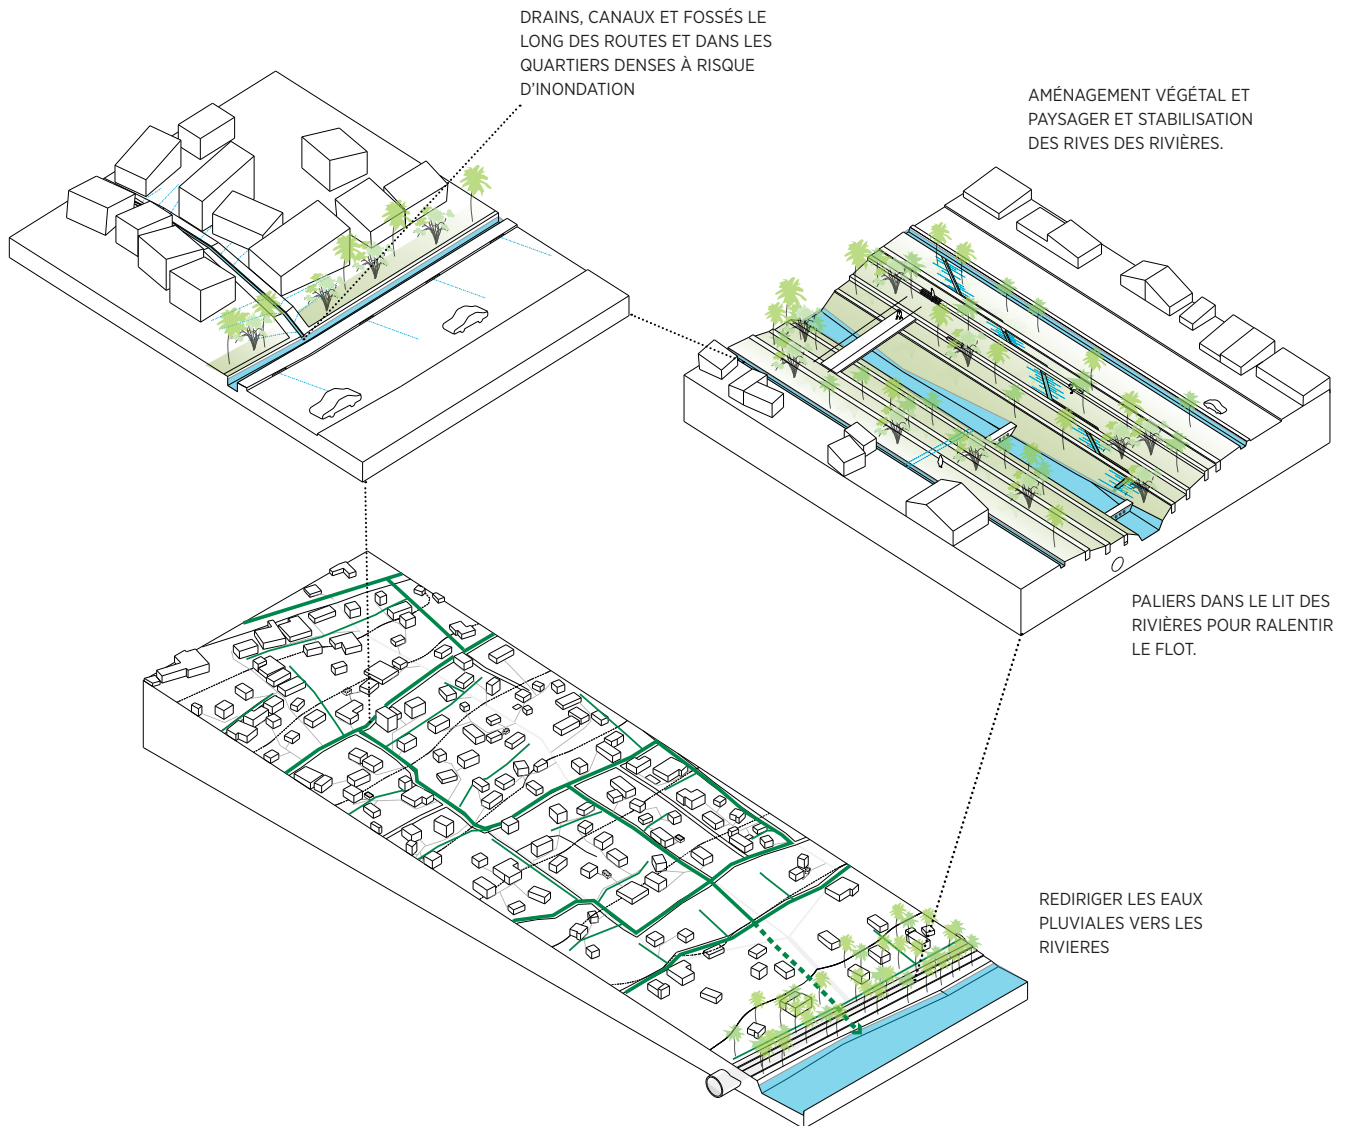 DRAINS, CANAUX ET FOSSÉS LE
LONG DES ROUTES ET DANS LES
QUARTIERS DENSES À RISQUE
D'INONDATION
AMÉNAGEMENT VÉGÉTAL ET
PAYSAGER ET STABILISATION
DES RIVES DES RIVIÈRES.
PALIERS DANS LE LIT DES
RIVIÈRES POUR RALENTIR
LE FLOT.
REDIRIGER LES EAUX
PLUVIALES VERS LES
RIVIERES